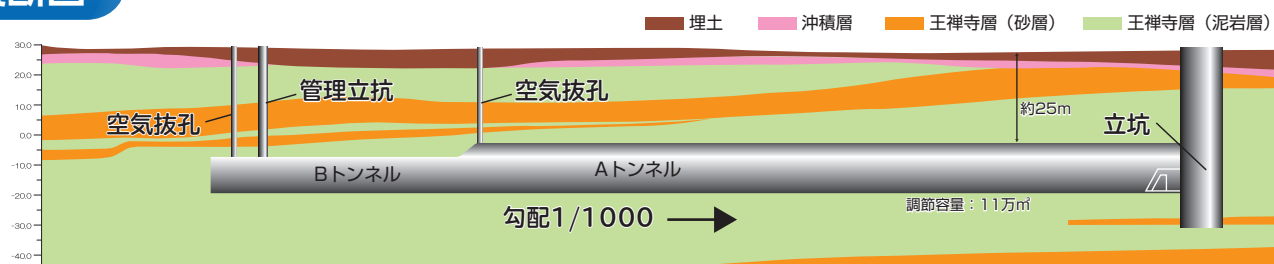 埋土 沖積層 王禅寺層（砂層） 王禅寺層（泥岩層）
30.0
20.0
10.0
0.0
-10.0
-20.0
-30.0
-40.0
空気抜孔
管理立抗
空気抜孔
約25m
立坑
Bトンネル
Aトンネル
調節容量：11万㎥
勾配1/1000